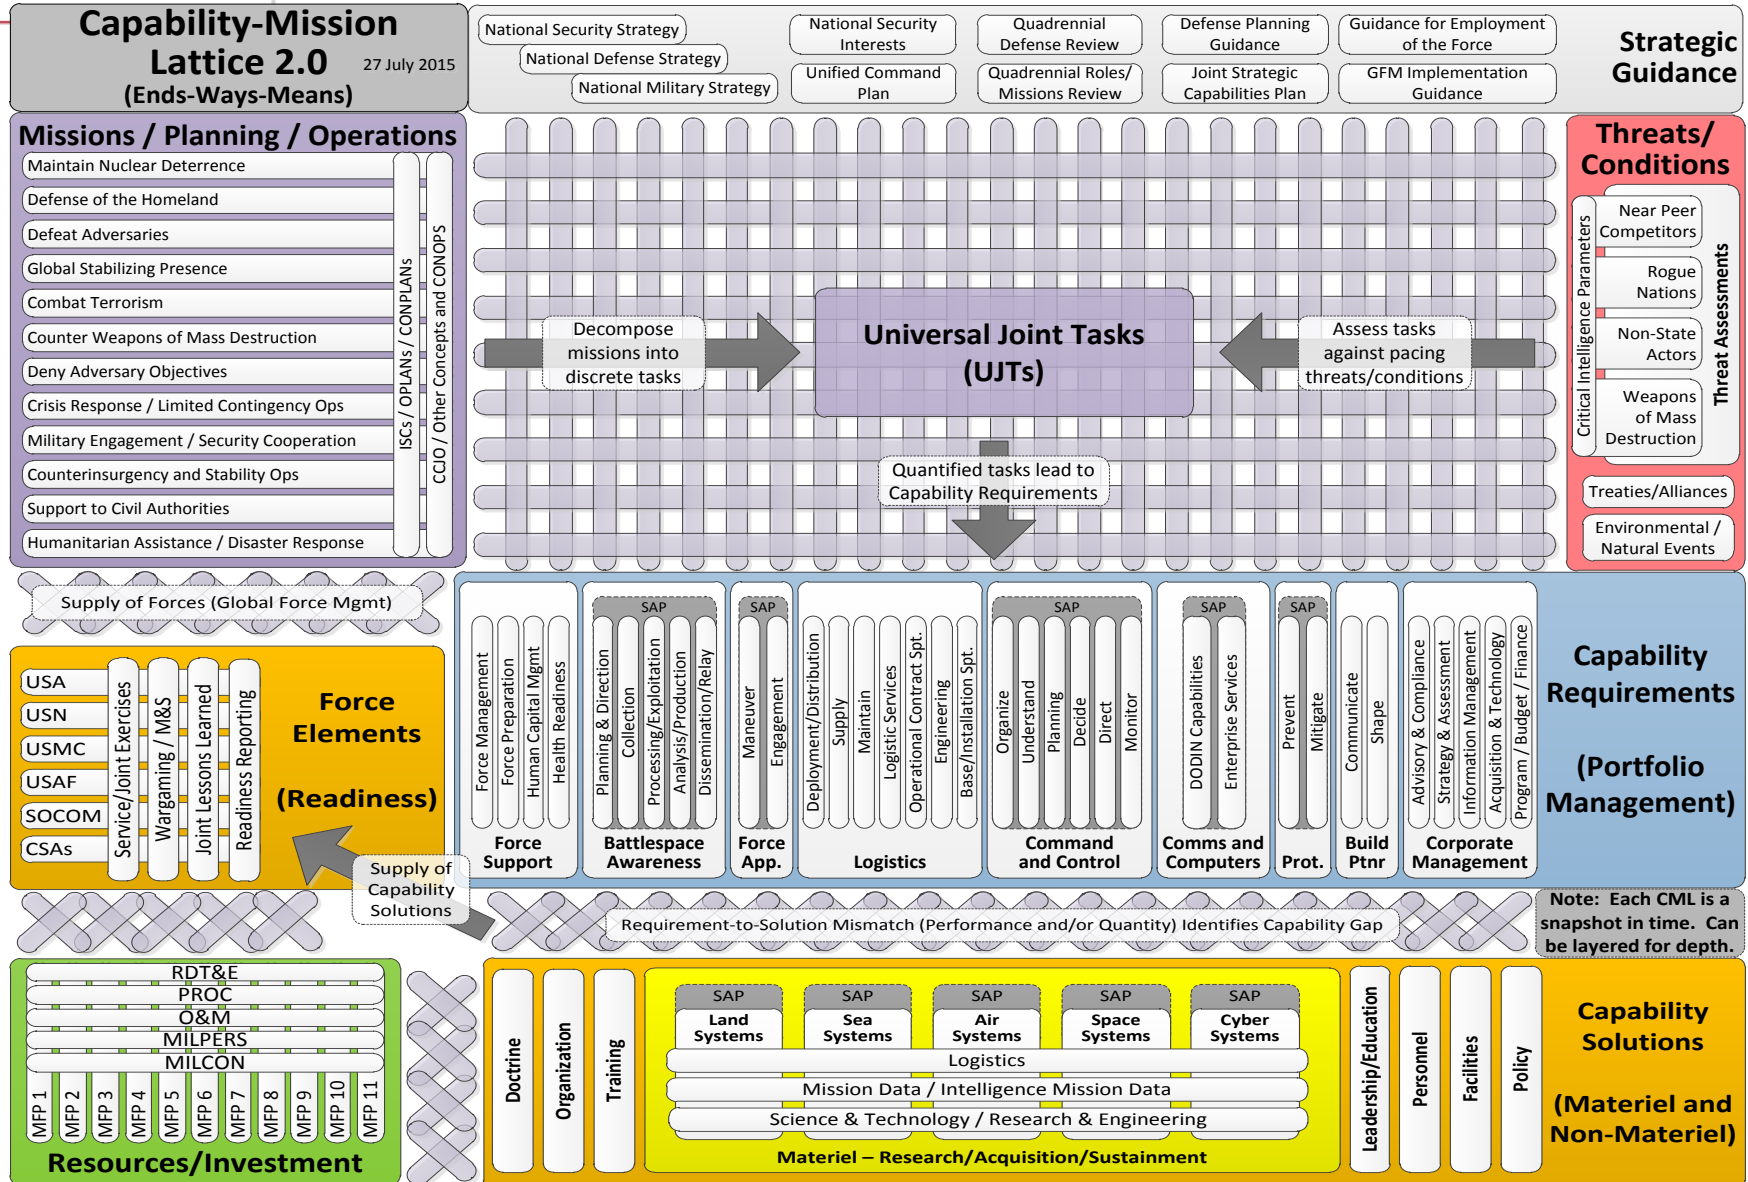 Capability-Mission
Lattice 2.0
27 July 2015
(Ends-Ways-Means)
National Security Strategy
National Defense Strategy
National Military Strategy
National Security
Interests
Unified Command
Plan
Quadrennial
Defense Review
Quadrennial Roles/
Missions Review
Defense Planning
Guidance
Joint Strategic
Capabilities Plan
Guidance for Employment
of the Force
GFM Implementation
Guidance
Strategic
Guidance
Missions / Planning / Operations
Maintain Nuclear Deterrence
Defense of the Homeland
Defeat Adversaries
Global Stabilizing Presence
Combat Terrorism
Counter Weapons of Mass Destruction
Deny Adversary Objectives
Crisis Response / Limited Contingency Ops
Military Engagement / Security Cooperation
Counterinsurgency and Stability Ops
Support to Civil Authorities
Humanitarian Assistance / Disaster Response
ISCs / OPLANs / CONPLANs
CCJO / Other Concepts and CONOPS
Decompose
missions into
discrete tasks
Universal Joint Tasks
(UJTs)
Assess tasks
against pacing
threats/conditions
Quantified tasks lead to
Capability Requirements
Threats/
Conditions
Critical Intelligence Parameters
Near Peer
Competitors
Rogue
Nations
Non-State
Actors
Weapons
of Mass
Destruction
Threat Assessments
Treaties/Alliances
Environmental /
Natural Events
Supply of Forces (Global Force Mgmt)
USA
USN
USMC
USAF
SOCOM
CSAs
Service/Joint Exercises
Wargaming / M&S
Joint Lessons Learned
Readiness Reporting
Force
Elements
(Readiness)
Supply of
Capability
Solutions
Force Management
Force Preparation
Human Capital Mgmt
Health Readiness
Force
Support
SAP
Planning & Direction
Collection
Processing/Exploitation
Analysis/Production
Dissemination/Relay
Battlespace
Awareness
SAP
Maneuver
Engagement
Force
App.
Deployment/Distribution
Supply
Maintain
Logistic Services
Operational Contract Spt.
Engineering
Base/Installation Spt.
Logistics
SAP
Organize
Understand
Planning
Decide
Direct
Monitor
Command
and Control
SAP
DODIN Capabilities
Enterprise Services
Comms and
Computers
SAP
Prevent
Mitigate
Prot.
Communicate
Shape
Build
Ptnr
Advisory & Compliance
Strategy & Assessment
Information Management
Acquisition & Technology
Program / Budget / Finance
Corporate
Management
Capability
Requirements
(Portfolio
Management)
Requirement-to-Solution Mismatch (Performance and/or Quantity) Identifies Capability Gap
Note: Each CML is a
snapshot in time. Can
be layered for depth.
RDT&E
PROC
O&M
MILPERS
MILCON
MFP 1
MFP 2
MFP 3
MFP 4
MFP 5
MFP 6
MFP 7
MFP 8
MFP 9
MFP 10
MFP 11
Resources/Investment
Doctrine
Organization
Training
SAP
Land
Systems
SAP
Sea
Systems
SAP
Air
Systems
SAP
Space
Systems
SAP
Cyber
Systems
Logistics
Mission Data / Intelligence Mission Data
Science & Technology / Research & Engineering
Materiel – Research/Acquisition/Sustainment
Leadership/Education
Personnel
Facilities
Policy
Capability
Solutions
(Materiel and
Non-Materiel)